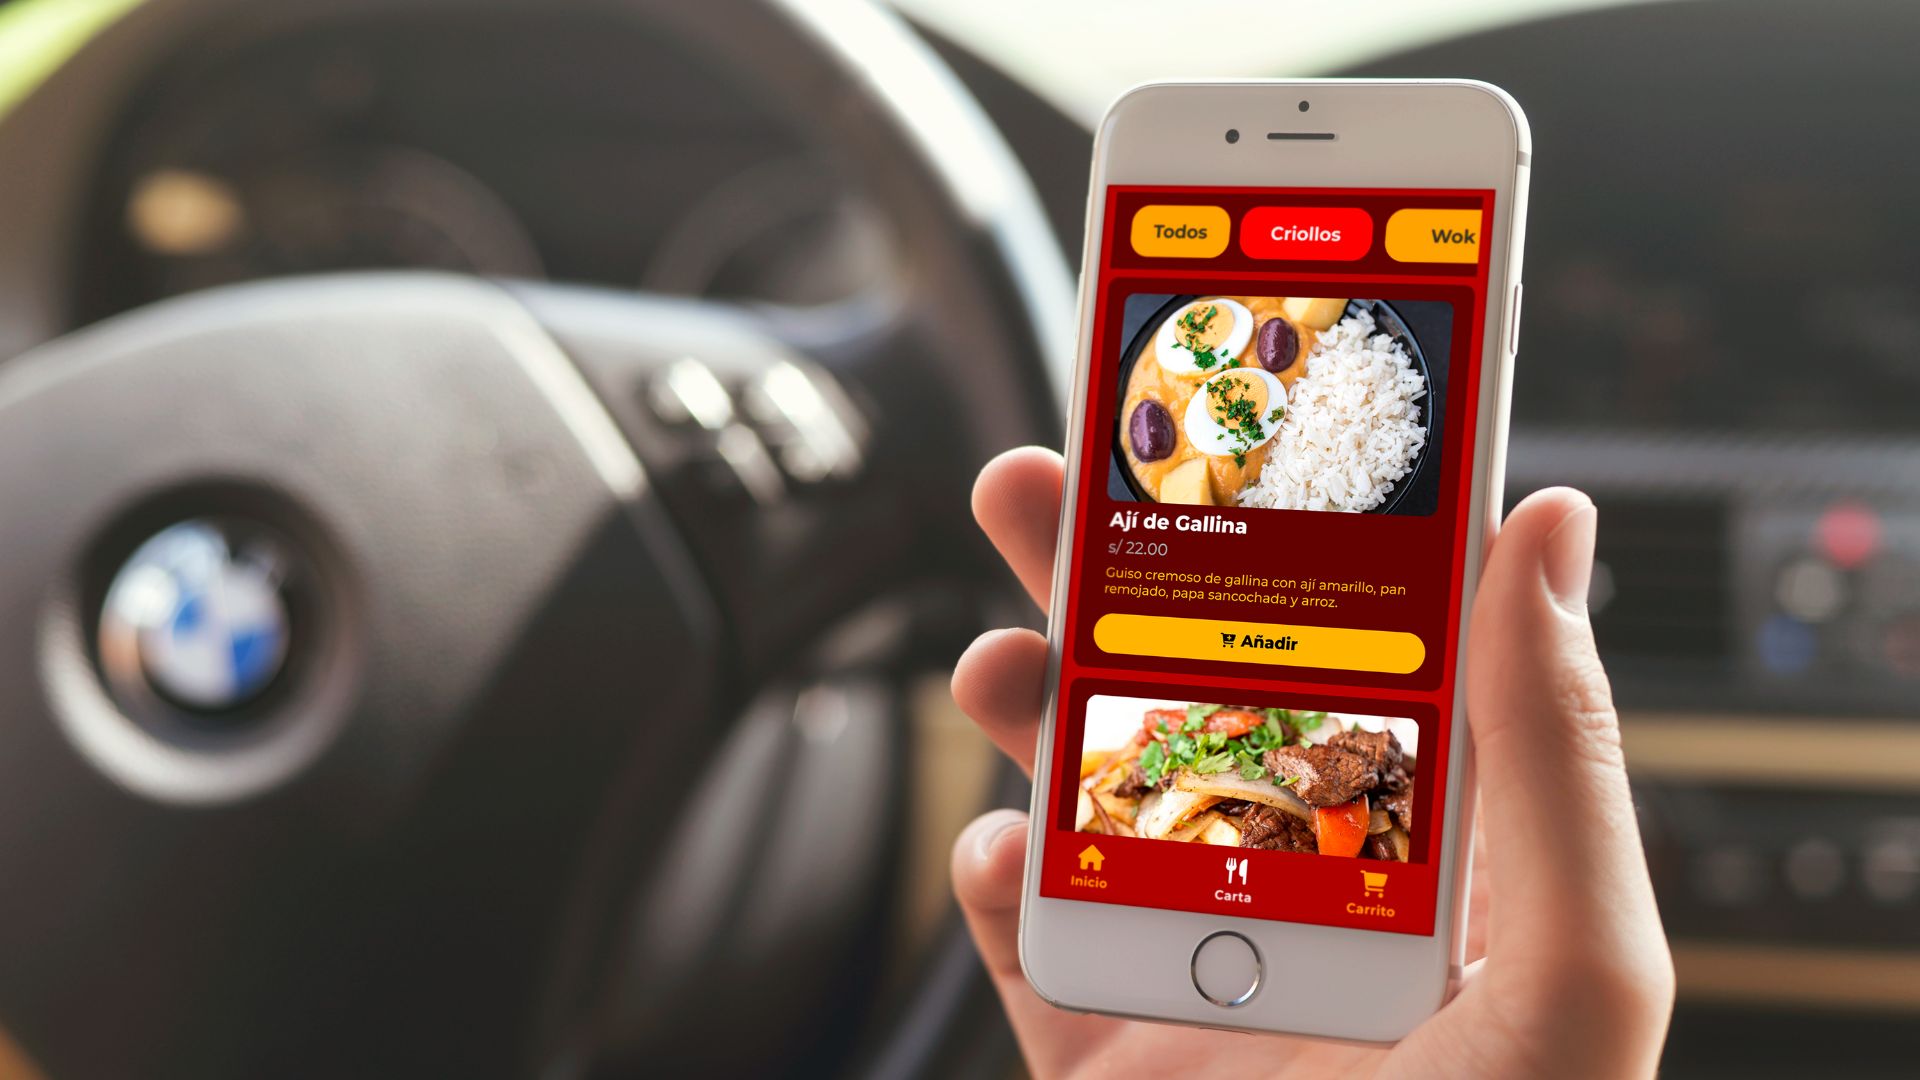 Todos
Criollos
Wok
Ají de Gallina
s/ 22.00
Guiso cremoso de gallina con ají amarillo, pan
remojado, papa sancochada y arroz.
Añadir
Inicio
Carta
Carrito